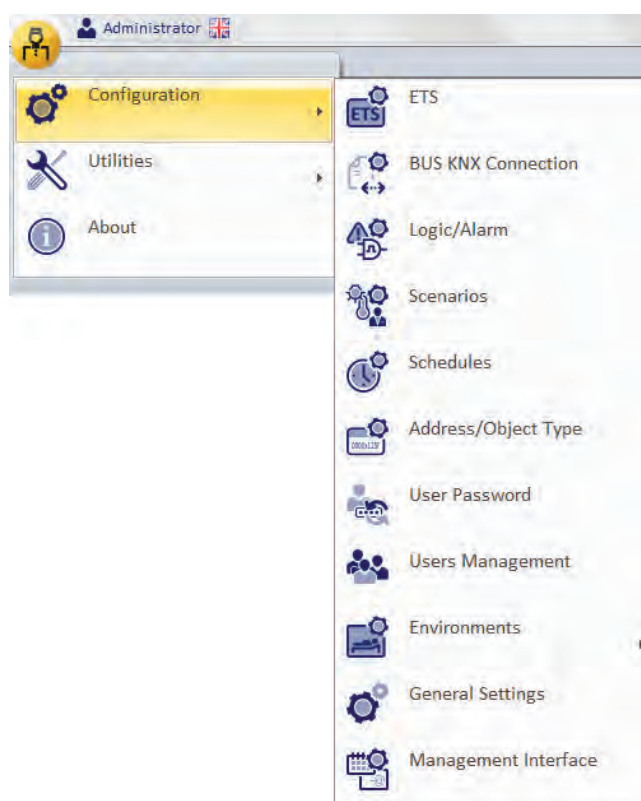 Administrator
Configuration
Utilities
About
ETS
ETS
BUS KNX Connection
Logic/Alarm
Scenarios
Schedules
Address/Object Type
User Password
Users Management
Environments
General Settings
Management Interface